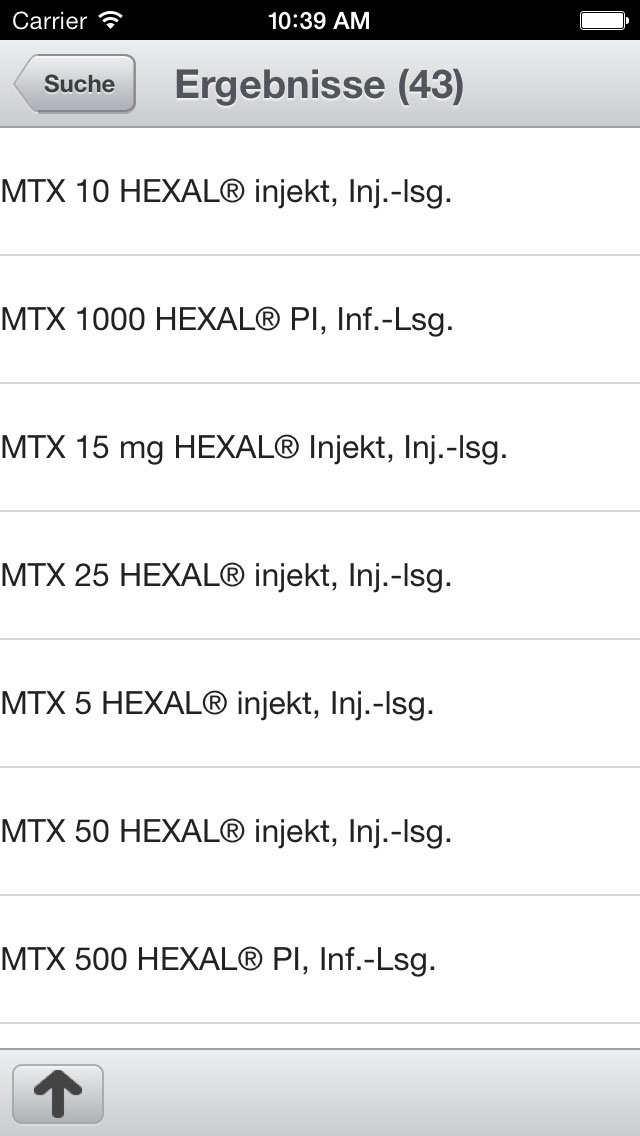 Carrier 10:39 AM
Suche Ergebnisse (43)
MTX 10 HEXAL® injekt, Inj.-lsg.
MTX 1000 HEXAL® PI, Inf.-Lsg.
MTX 15 mg HEXAL® Injekt, Inj.-lsg.
MTX 25 HEXAL® injekt, Inj.-lsg.
MTX 5 HEXAL® injekt, Inj.-lsg.
MTX 50 HEXAL® injekt, Inj.-lsg.
MTX 500 HEXAL® PI, Inf.-Lsg.